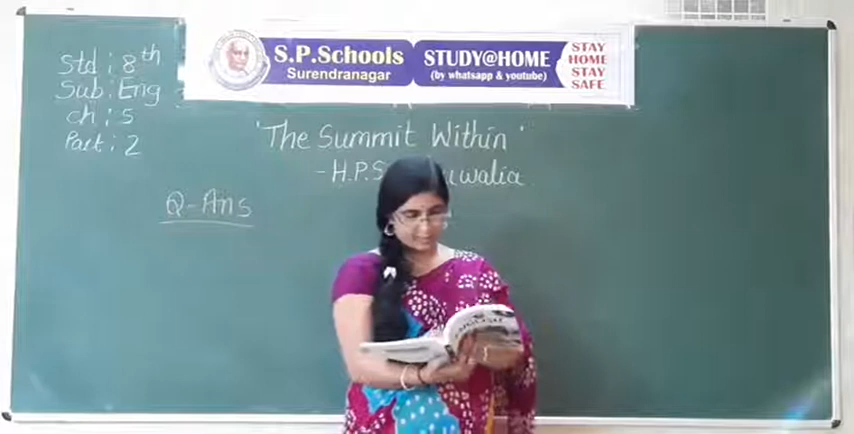 S.P.Schools
Surendranagar
STUDY@HOME
(by whatsapp & youtube)
STAY
HOME
STAY
SAFE
Std : 8th
Sub : Eng
ch : 5
Part : 2
'The Summit Within'
- H.P.S
Q-Ans
ENGLISH